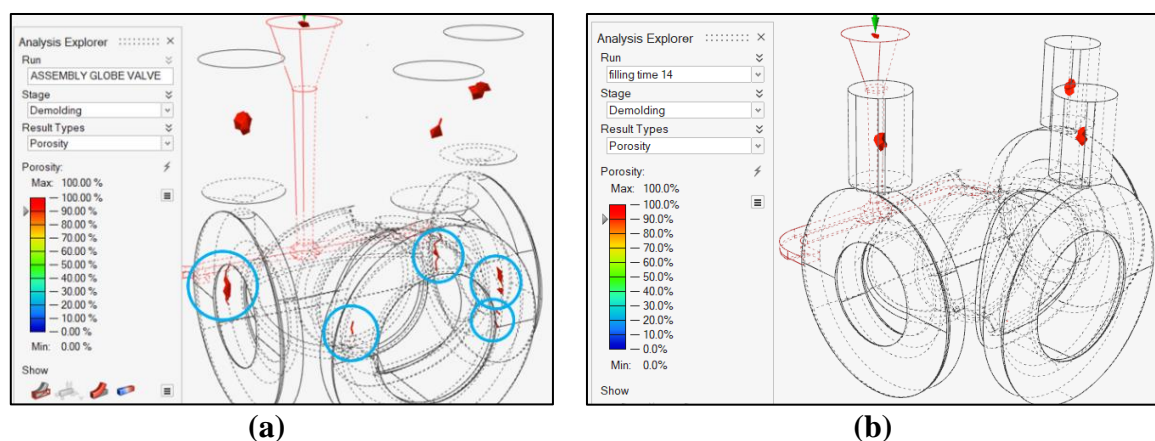 Analysis Explorer
Run
ASSEMBLY GLOBE VALVE
Stage
Demolding
Result Types
Porosity
Porosity:
Max: 100.00 %
100.00 %
90.00 %
80.00 %
70.00 %
60.00 %
50.00 %
40.00 %
30.00 %
20.00 %
10.00 %
0.00 %
Min: 0.00 %
Show
(a)
Analysis Explorer
Run
filling time 14
Stage
Demolding
Result Types
Porosity
Porosity:
Max: 100.0%
100.0%
90.0%
80.0%
70.0%
60.0%
50.0%
40.0%
30.0%
20.0%
10.0%
0.0%
Min: 0.0%
Show
(b)